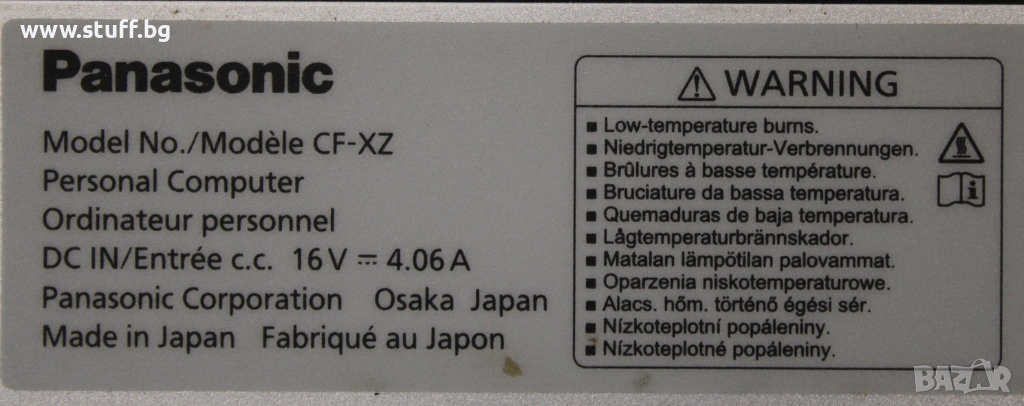 www.stuff.bg
Panasonic
Model No./Modèle CF-XZ
Personal Computer
Ordinateur personnel
DC IN/Entrée c.c. 16V ⎓ 4.06A
Panasonic Corporation Osaka Japan
Made in Japan Fabriqué au Japon
⚠ WARNING
▪ Low-temperature burns.
▪ Niedrigtemperatur-Verbrennungen.
▪ Brûlures à basse température.
▪ Bruciature da bassa temperatura.
▪ Quemaduras de baja temperatura.
▪ Lågtemperaturbrännskador.
▪ Matalan lämpötilan palovammat.
▪ Oparzenia niskotemperaturowe.
▪ Alacs. hőm. történő égési sér.
▪ Nízkoteplotní popáleniny.
▪ Nízkoteplotné popáleniny.
BAZAR